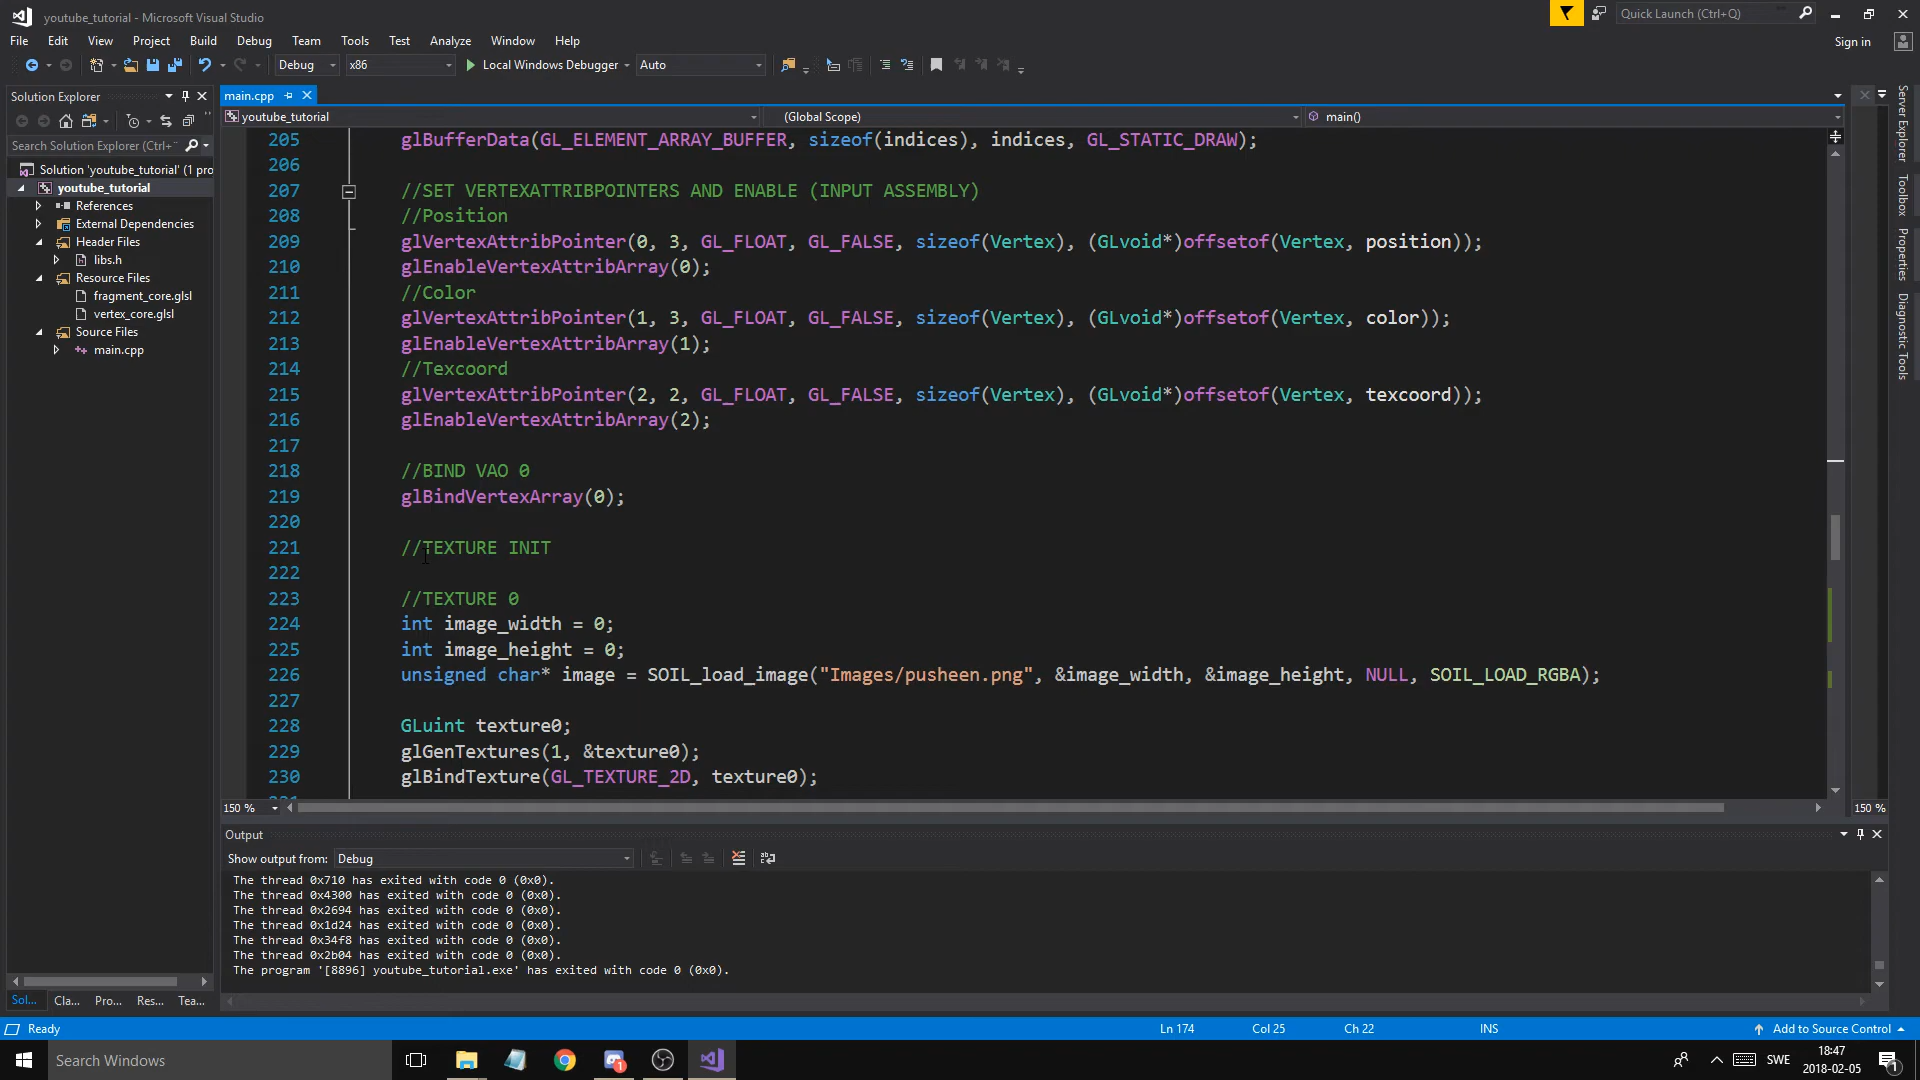 youtube_tutorial - Microsoft Visual Studio
Quick Launch (Ctrl+Q)
File Edit View Project Build Debug Team Tools Test Analyze Window Help
Sign in
Debug x86 Local Windows Debugger Auto
Solution Explorer
Search Solution Explorer (Ctrl+
Solution 'youtube_tutorial' (1 pro
youtube_tutorial
References
External Dependencies
Header Files
libs.h
Resource Files
fragment_core.glsl
vertex_core.glsl
Source Files
main.cpp
Sol... Cla... Pro... Res... Tea...
main.cpp
youtube_tutorial (Global Scope) main()
205 glBufferData(GL_ELEMENT_ARRAY_BUFFER, sizeof(indices), indices, GL_STATIC_DRAW);
206
207 //SET VERTEXATTRIBPOINTERS AND ENABLE (INPUT ASSEMBLY)
208 //Position
209 glVertexAttribPointer(0, 3, GL_FLOAT, GL_FALSE, sizeof(Vertex), (GLvoid*)offsetof(Vertex, position));
210 glEnableVertexAttribArray(0);
211 //Color
212 glVertexAttribPointer(1, 3, GL_FLOAT, GL_FALSE, sizeof(Vertex), (GLvoid*)offsetof(Vertex, color));
213 glEnableVertexAttribArray(1);
214 //Texcoord
215 glVertexAttribPointer(2, 2, GL_FLOAT, GL_FALSE, sizeof(Vertex), (GLvoid*)offsetof(Vertex, texcoord));
216 glEnableVertexAttribArray(2);
217
218 //BIND VAO 0
219 glBindVertexArray(0);
220
221 //TEXTURE INIT
222
223 //TEXTURE 0
224 int image_width = 0;
225 int image_height = 0;
226 unsigned char* image = SOIL_load_image("Images/pusheen.png", &image_width, &image_height, NULL, SOIL_LOAD_RGBA);
227
228 GLuint texture0;
229 glGenTextures(1, &texture0);
230 glBindTexture(GL_TEXTURE_2D, texture0);
150 %
150 %
Server Explorer
Toolbox
Properties
Diagnostic Tools
Output
Show output from: Debug
The thread 0x710 has exited with code 0 (0x0).
The thread 0x4300 has exited with code 0 (0x0).
The thread 0x2694 has exited with code 0 (0x0).
The thread 0x1d24 has exited with code 0 (0x0).
The thread 0x34f8 has exited with code 0 (0x0).
The thread 0x2b04 has exited with code 0 (0x0).
The program '[8896] youtube_tutorial.exe' has exited with code 0 (0x0).
Ready Ln 174 Col 25 Ch 22 INS Add to Source Control
Search Windows
SWE
18:47
2018-02-05
1
1